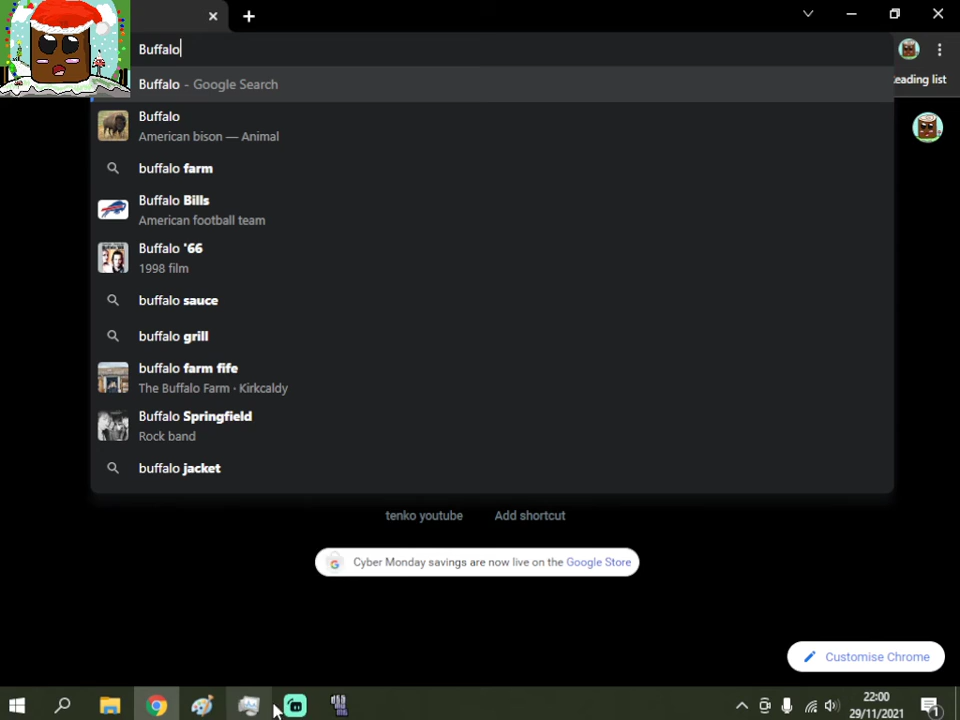 Buffalo
Buffalo - Google Search
eading list
Buffalo
American bison — Animal
buffalo farm
Buffalo Bills
American football team
Buffalo '66
1998 film
buffalo sauce
buffalo grill
buffalo farm fife
The Buffalo Farm · Kirkcaldy
Buffalo Springfield
Rock band
buffalo jacket
tenko youtube
Add shortcut
Cyber Monday savings are now live on the Google Store
Customise Chrome
22:00
29/11/2021
1